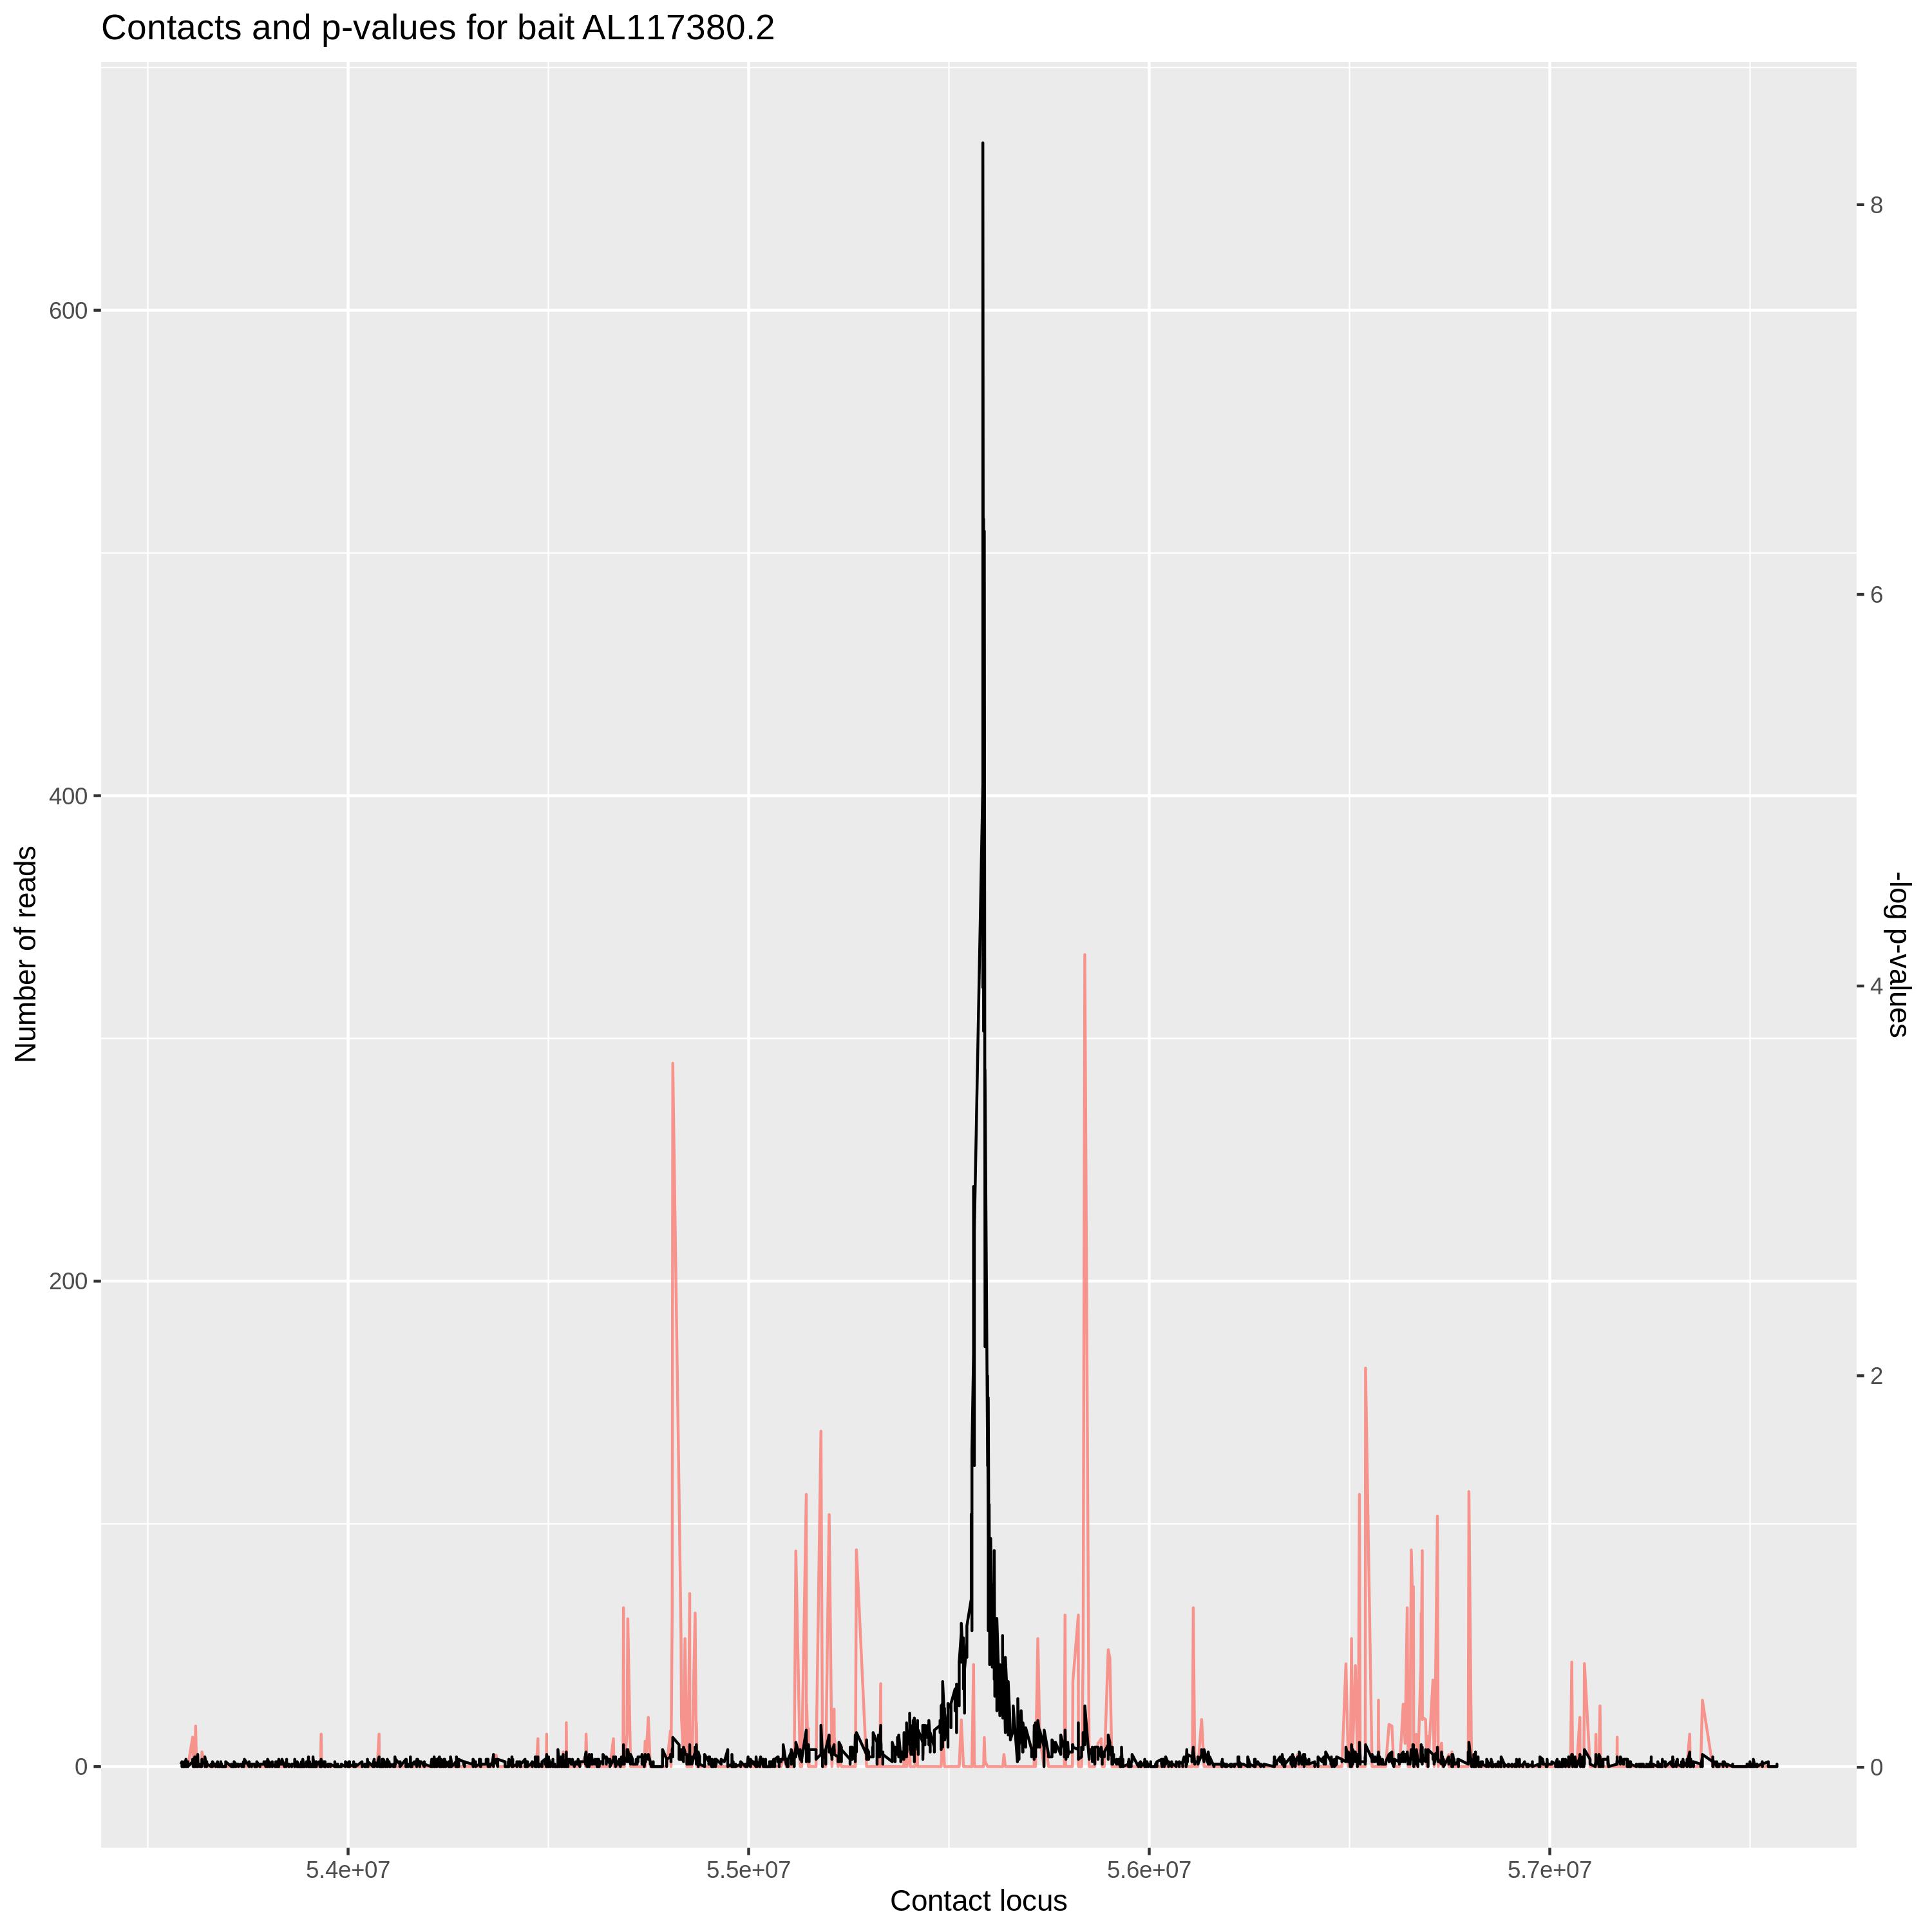 Contacts and p-values for bait AL117380.2
Number of reads
600
400
200
0
8
6
4
2
0
-log p-values
5.4e+07
5.5e+07
5.6e+07
5.7e+07
Contact locus